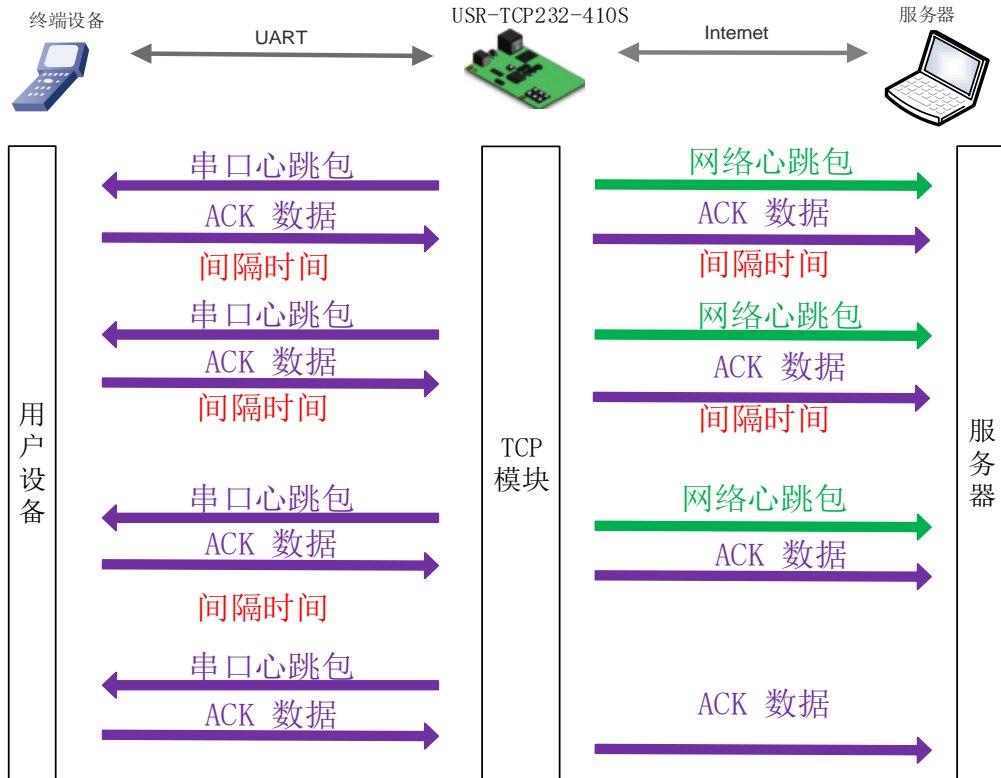 终端设备
UART
USR-TCP232-410S
Internet
服务器
串口心跳包
网络心跳包
ACK 数据
ACK 数据
间隔时间
间隔时间
串口心跳包
网络心跳包
ACK 数据
ACK 数据
间隔时间
间隔时间
用户设备
TCP
模块
服务器
串口心跳包
网络心跳包
ACK 数据
ACK 数据
间隔时间
串口心跳包
ACK 数据
ACK 数据